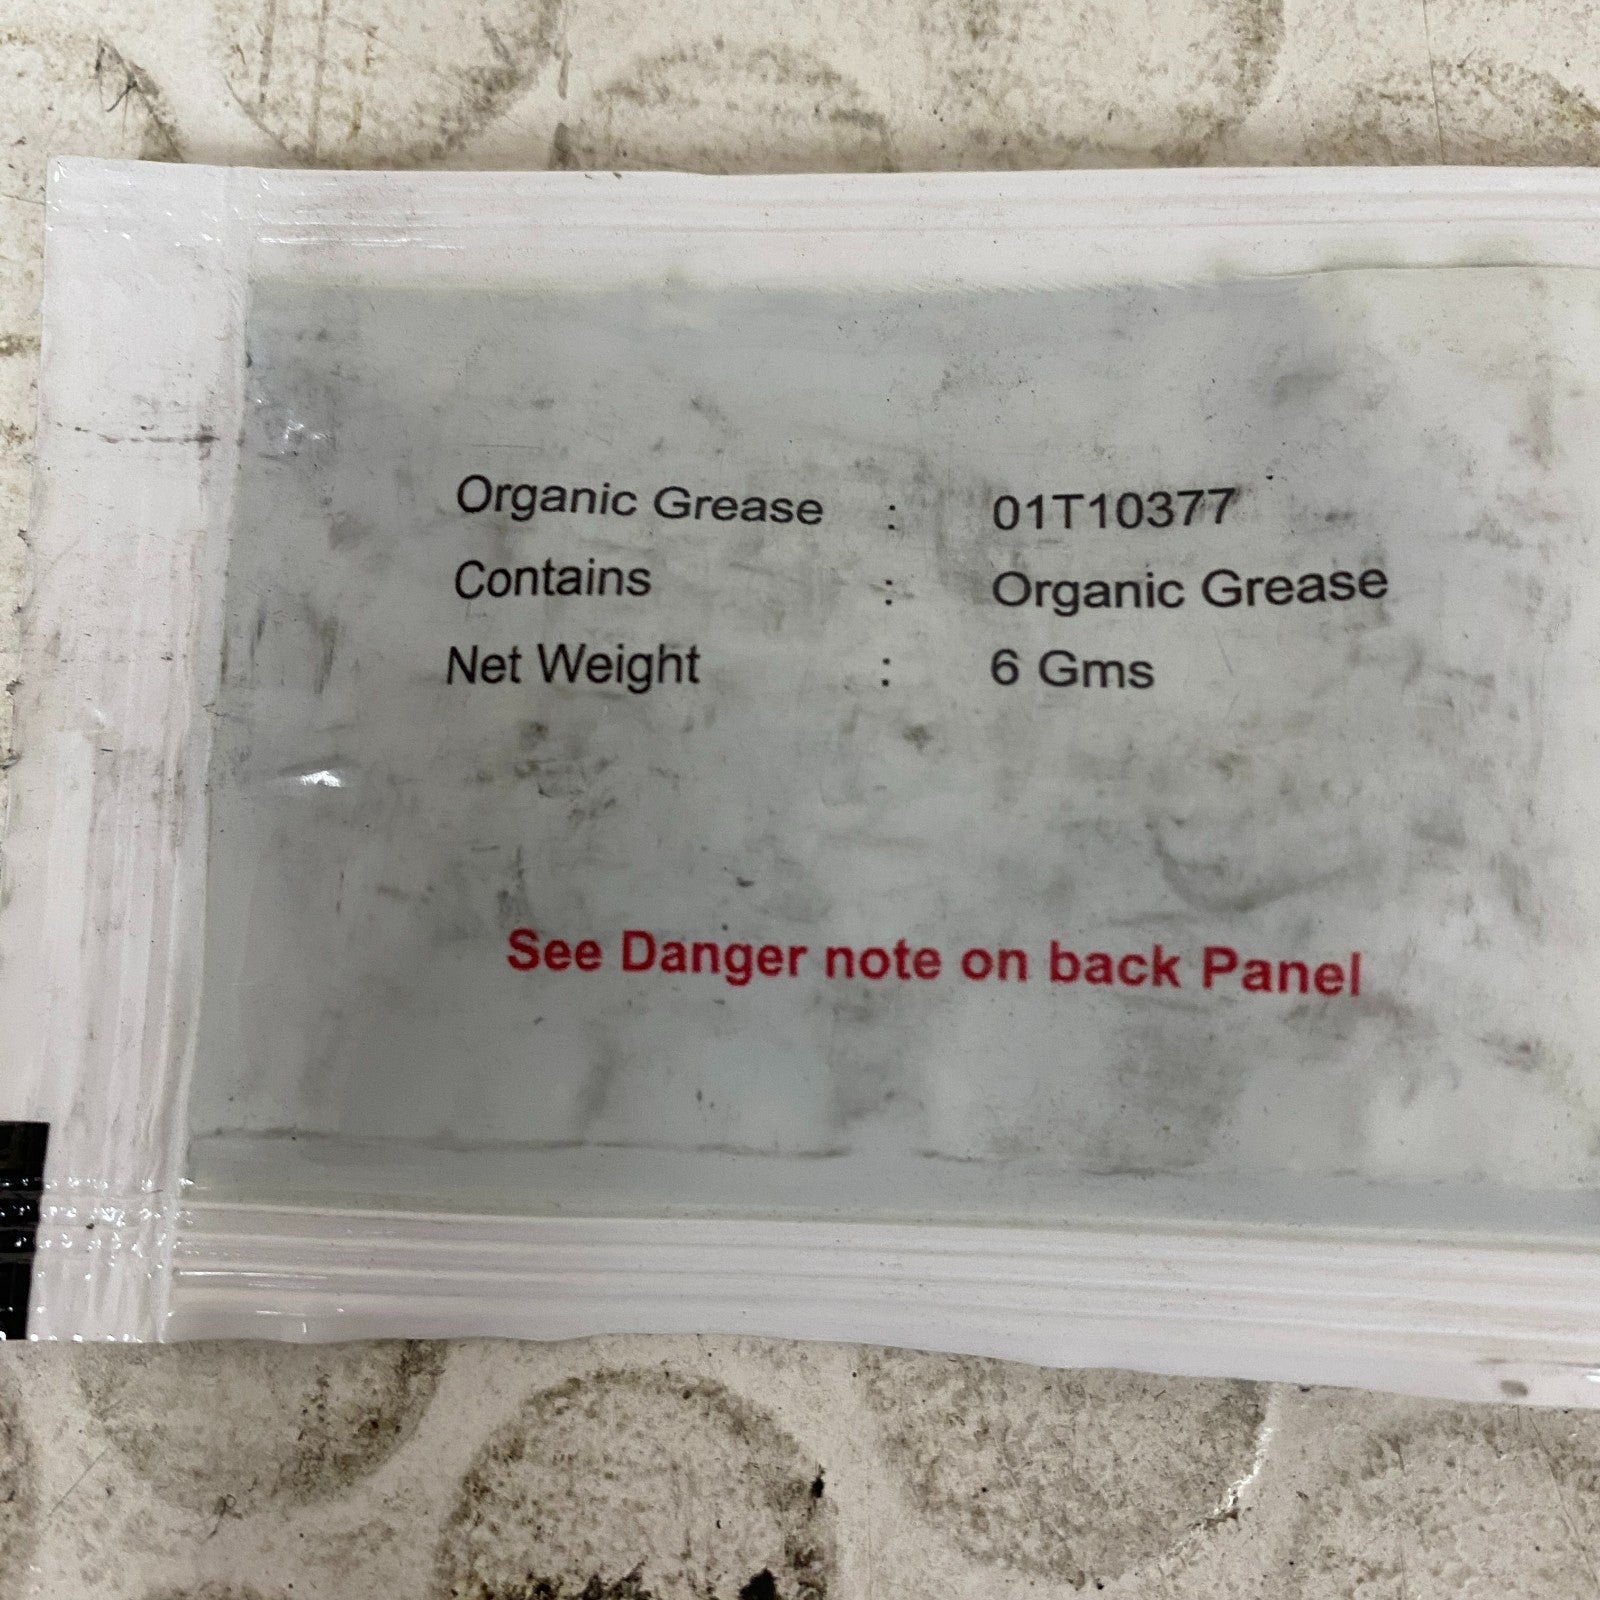 Organic Grease : 01T10377
Contains : Organic Grease
Net Weight : 6 Gms
See Danger note on back Panel